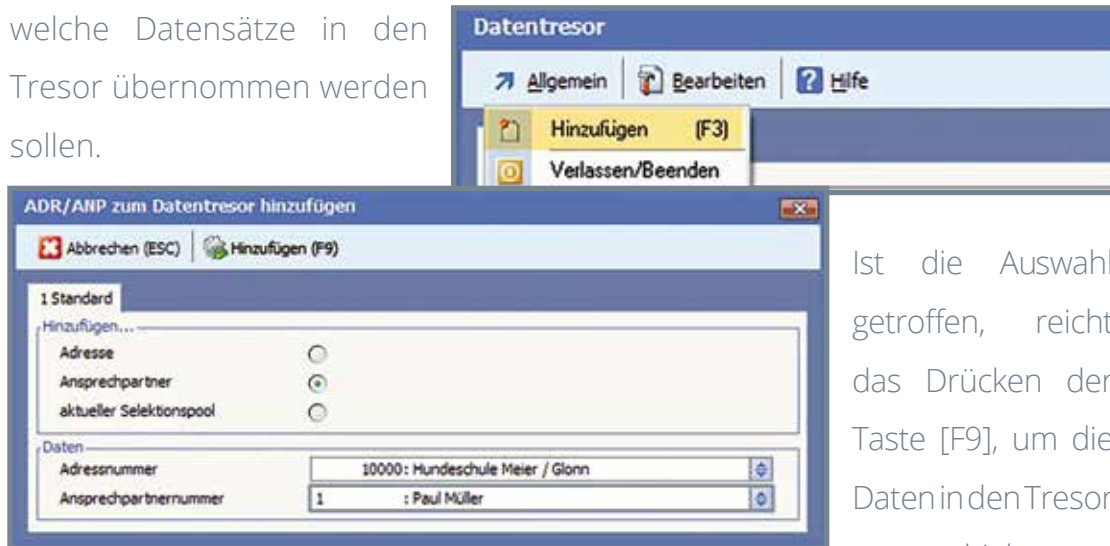 welche Datensätze in den
Tresor übernommen werden
sollen.
Datentresor
Allgemein Bearbeiten Hilfe
Hinzufügen (F3)
Verlassen/Beenden
ADR/ANP zum Datentresor hinzufügen
Abbrechen (ESC) Hinzufügen (F9)
1 Standard
Hinzufügen...
Adresse
Ansprechpartner
aktueller Selektionspool
Daten
Adressnummer 10000: Hundeschule Meier / Glonn
Ansprechpartnernummer 1 : Paul Müller
Ist die Auswahl
getroffen, reicht
das Drücken der
Taste [F9], um die
Daten in den Tresor